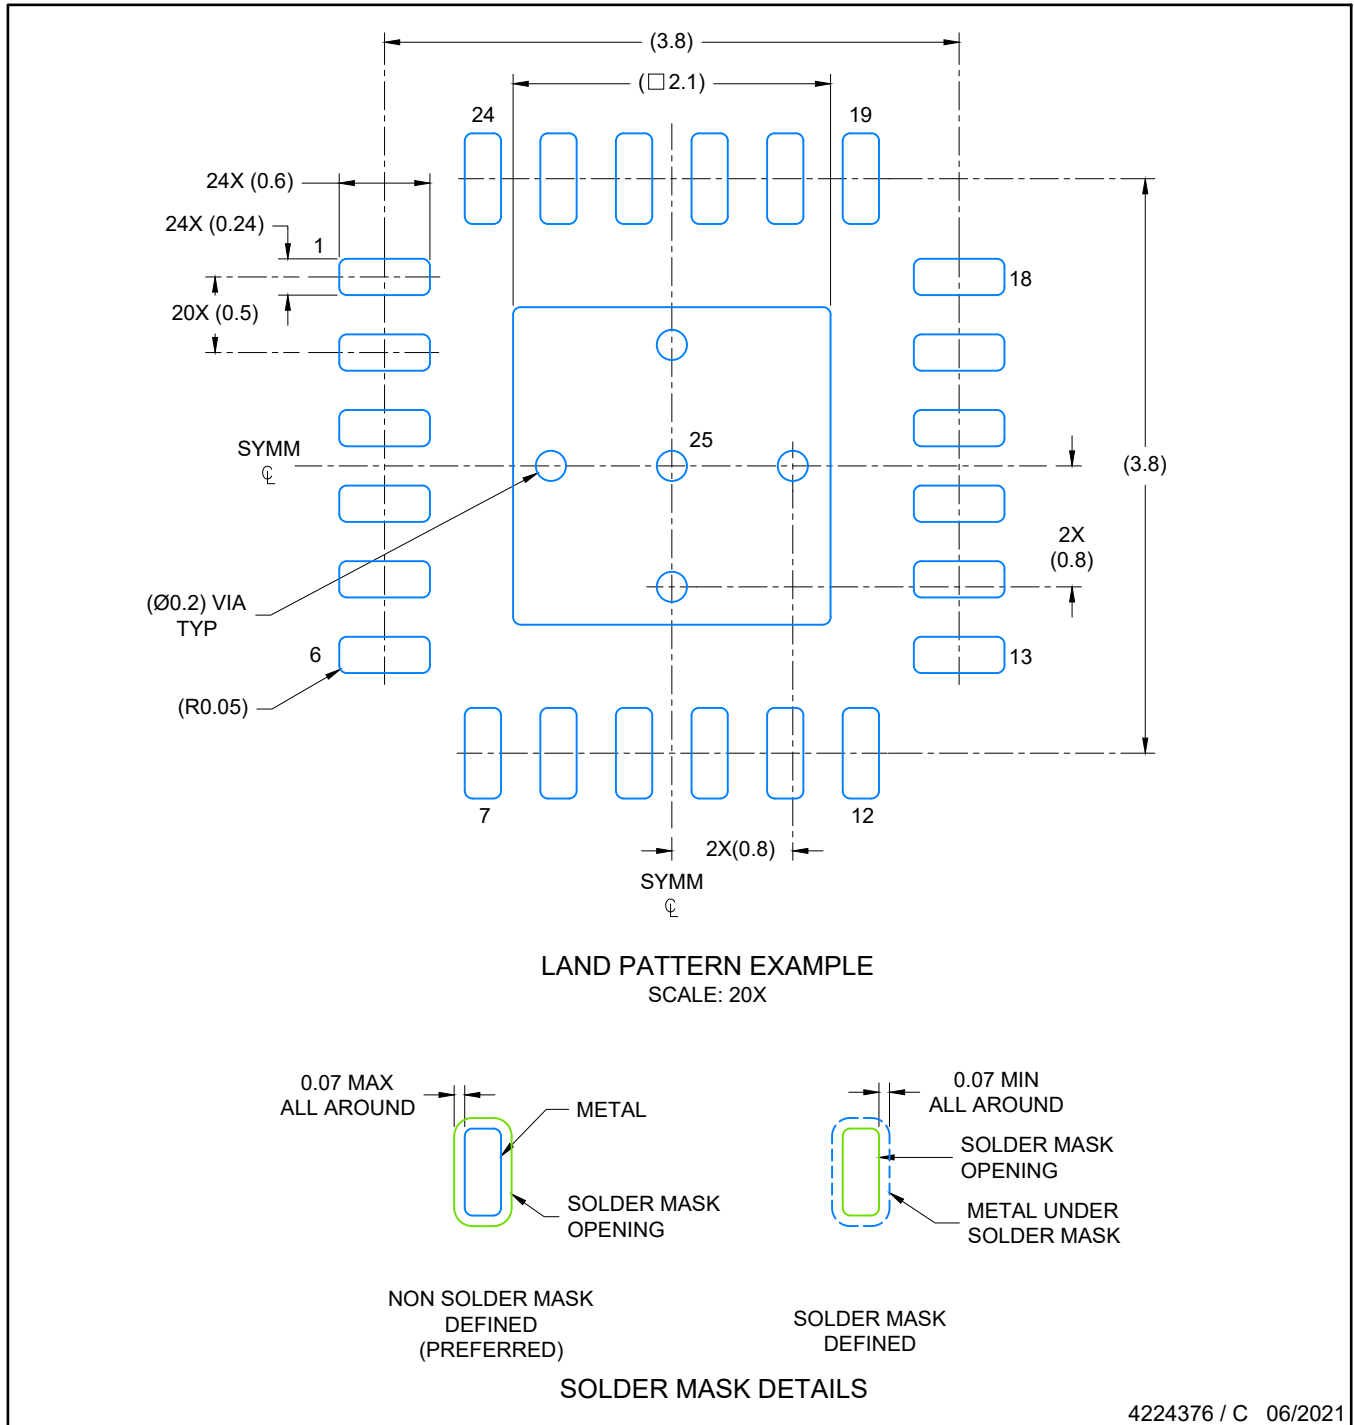 (3.8)
(□2.1)
24
19
24X (0.6)
24X (0.24)
1
18
20X (0.5)
SYMM
℄
25
(3.8)
2X
(0.8)
(Ø0.2) VIA
TYP
6
13
(R0.05)
7
12
2X(0.8)
SYMM
℄
LAND PATTERN EXAMPLE
SCALE: 20X
0.07 MAX
ALL AROUND
METAL
SOLDER MASK
OPENING
NON SOLDER MASK
DEFINED
(PREFERRED)
0.07 MIN
ALL AROUND
SOLDER MASK
OPENING
METAL UNDER
SOLDER MASK
SOLDER MASK
DEFINED
SOLDER MASK DETAILS
4224376 / C 06/2021